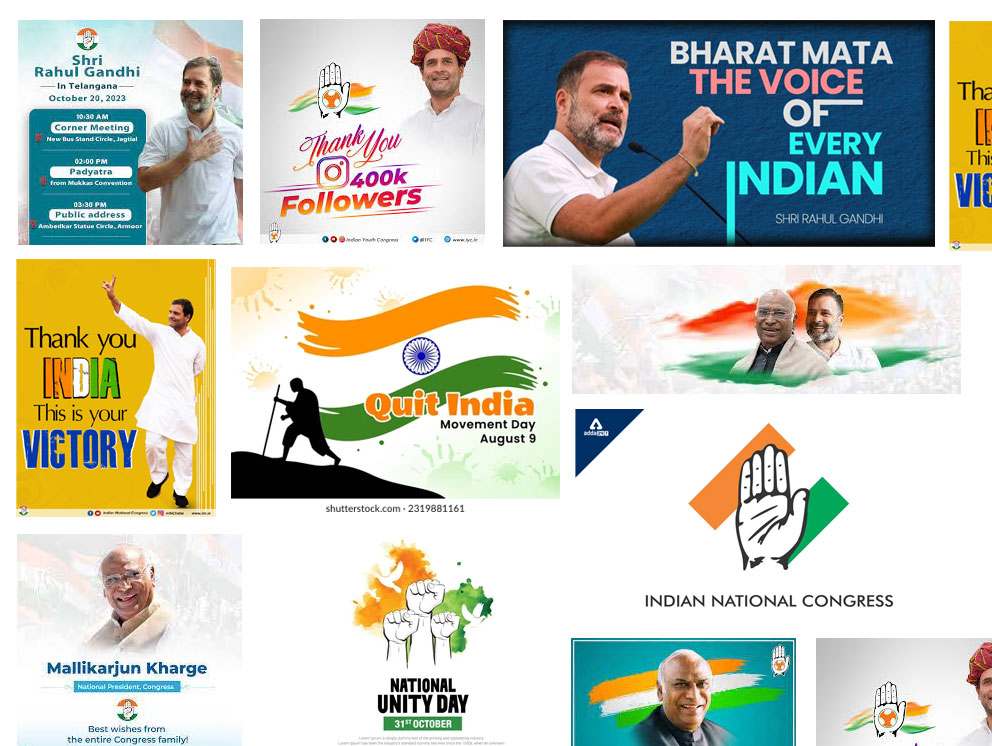 Shri
Rahul Gandhi
In Telangana
October 20, 2023
10:30 AM
Corner Meeting
New Bus Stand Circle, Jagtial
02:00 PM
Padyatra
from Mukkas Convention
03:30 PM
Public address
Ambedkar Statue Circle, Armoor
Thank You
400k
Followers
Indian Youth Congress
@IYC
www.iyc.in
BHARAT MATA
THE VOICE
OF
EVERY
INDIAN
SHRI RAHUL GANDHI
Tha
This
VIC
Thank you
INDIA
This is your
VICTORY
Indian National Congress
www.inc.in
Quit India
Movement Day
August 9
shutterstock.com · 2319881161
adda247
INDIAN NATIONAL CONGRESS
Mallikarjun Kharge
National President, Congress
Best wishes from
the entire Congress family!
NATIONAL
UNITY DAY
31ST OCTOBER